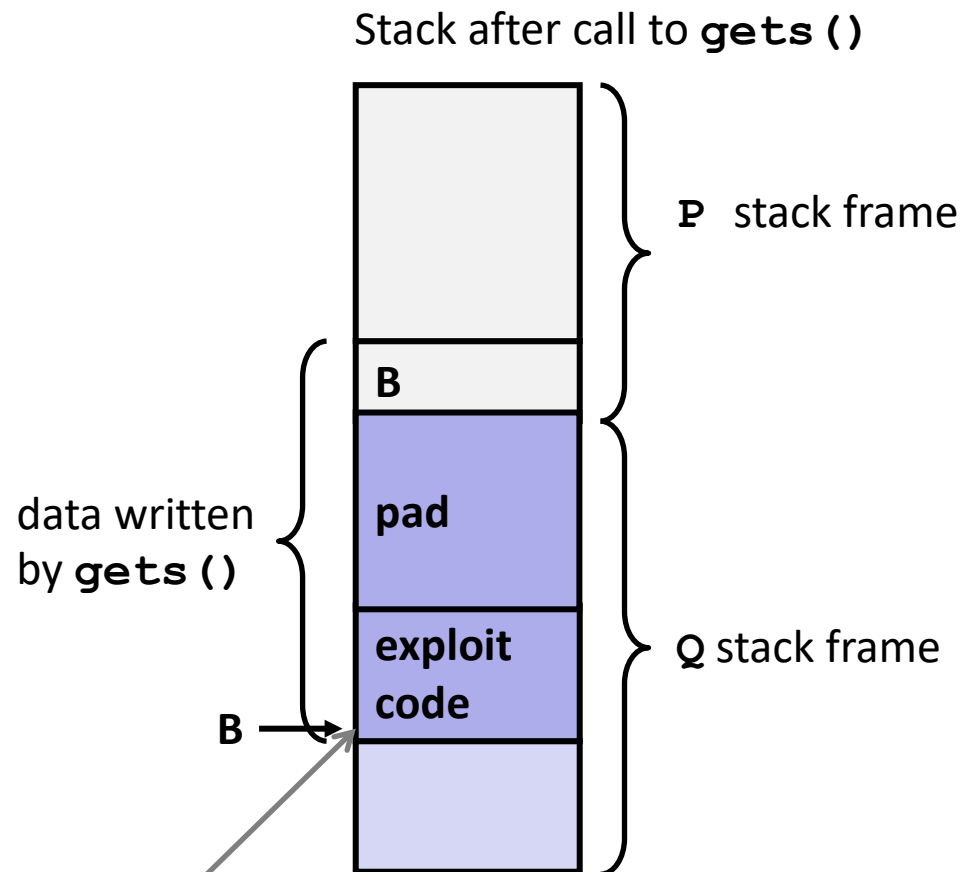 Stack after call to gets()
P stack frame
B
data written
by gets()
pad
exploit
code
Q stack frame
B